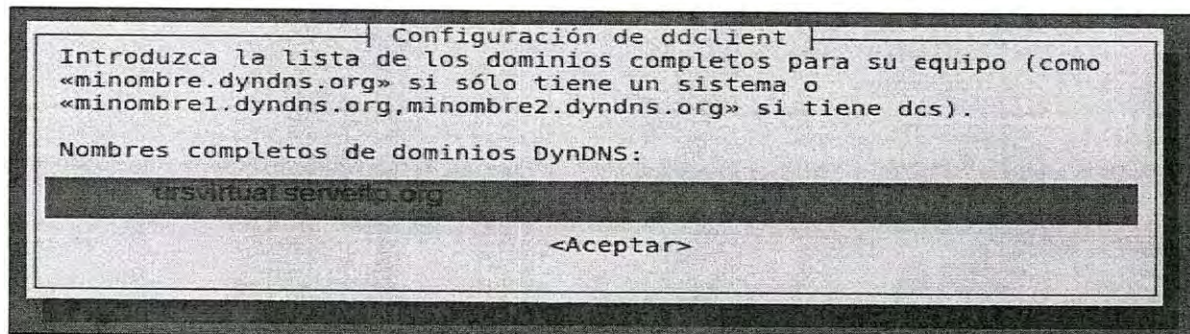 Configuración de ddclient
Introduzca la lista de los dominios completos para su equipo (como
«minombre.dyndns.org» si sólo tiene un sistema o
«minombre1.dyndns.org,minombre2.dyndns.org» si tiene dcs).
Nombres completos de dominios DynDNS:
<Aceptar>